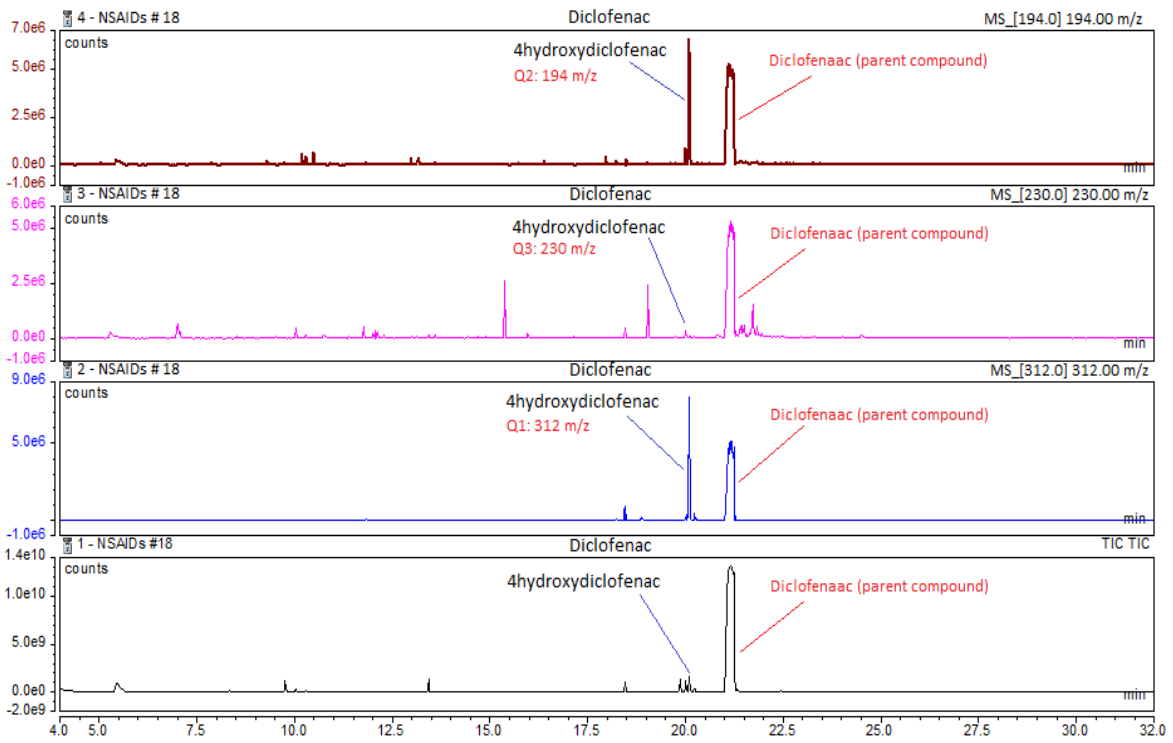 4 - NSAIDs # 18 Diclofenac MS_[194.0] 194.00 m/z
7.0e6
counts
4hydroxydiclofenac
Q2: 194 m/z
Diclofenaac (parent compound)
5.0e6
2.5e6
0.0e0
-1.0e6
min
3 - NSAIDs # 18 Diclofenac MS_[230.0] 230.00 m/z
6.0e6
counts
5.0e6
4hydroxydiclofenac
Q3: 230 m/z
Diclofenaac (parent compound)
2.5e6
0.0e0
-1.0e6
min
2 - NSAIDs # 18 Diclofenac MS_[312.0] 312.00 m/z
9.0e6
counts
4hydroxydiclofenac
Q1: 312 m/z
Diclofenaac (parent compound)
5.0e6
-1.0e6
min
1 - NSAIDs #18 Diclofenac TIC TIC
1.4e10
counts
4hydroxydiclofenac
Diclofenaac (parent compound)
1.0e10
5.0e9
0.0e0
-2.0e9
min
4.0 5.0 7.5 10.0 12.5 15.0 17.5 20.0 22.5 25.0 27.5 30.0 32.0